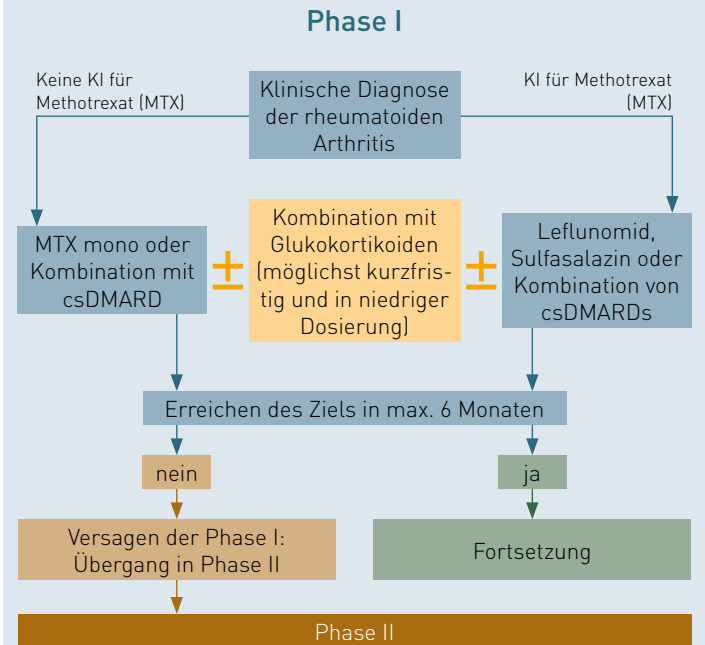 Phase I
Keine KI für
Methotrexat (MTX)
Klinische Diagnose
der rheumatoiden
Arthritis
KI für Methotrexat
(MTX)
MTX mono oder
Kombination mit
csDMARD
±
Kombination mit
Glukokortikoiden
(möglichst kurzfris-
tig und in niedriger
Dosierung)
±
Leflunomid,
Sulfasalazin oder
Kombination von
csDMARDs
Erreichen des Ziels in max. 6 Monaten
nein
ja
Versagen der Phase I:
Übergang in Phase II
Fortsetzung
Phase II